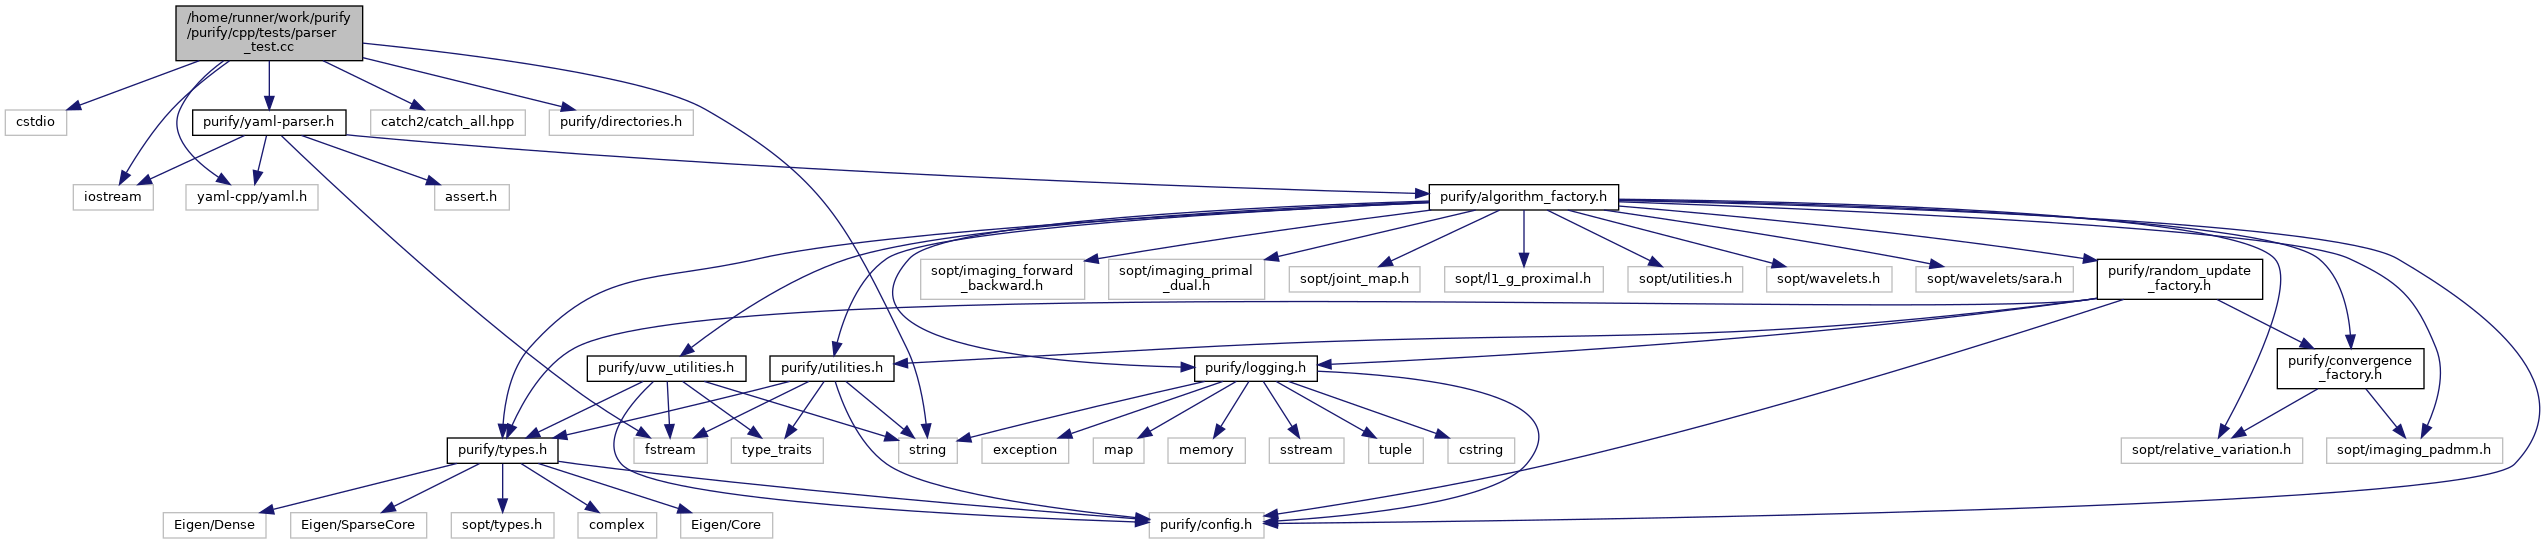 /home/runner/work/purify
/purify/cpp/tests/parser
_test.cc
cstdio
purify/yaml-parser.h
catch2/catch_all.hpp
purify/directories.h
iostream
yaml-cpp/yaml.h
assert.h
purify/algorithm_factory.h
sopt/imaging_forward
_backward.h
sopt/imaging_primal
_dual.h
sopt/joint_map.h
sopt/l1_g_proximal.h
sopt/utilities.h
sopt/wavelets.h
sopt/wavelets/sara.h
purify/random_update
_factory.h
purify/uvw_utilities.h
purify/utilities.h
purify/logging.h
purify/convergence
_factory.h
purify/types.h
fstream
type_traits
string
exception
map
memory
sstream
tuple
cstring
sopt/relative_variation.h
sopt/imaging_padmm.h
Eigen/Dense
Eigen/SparseCore
sopt/types.h
complex
Eigen/Core
purify/config.h